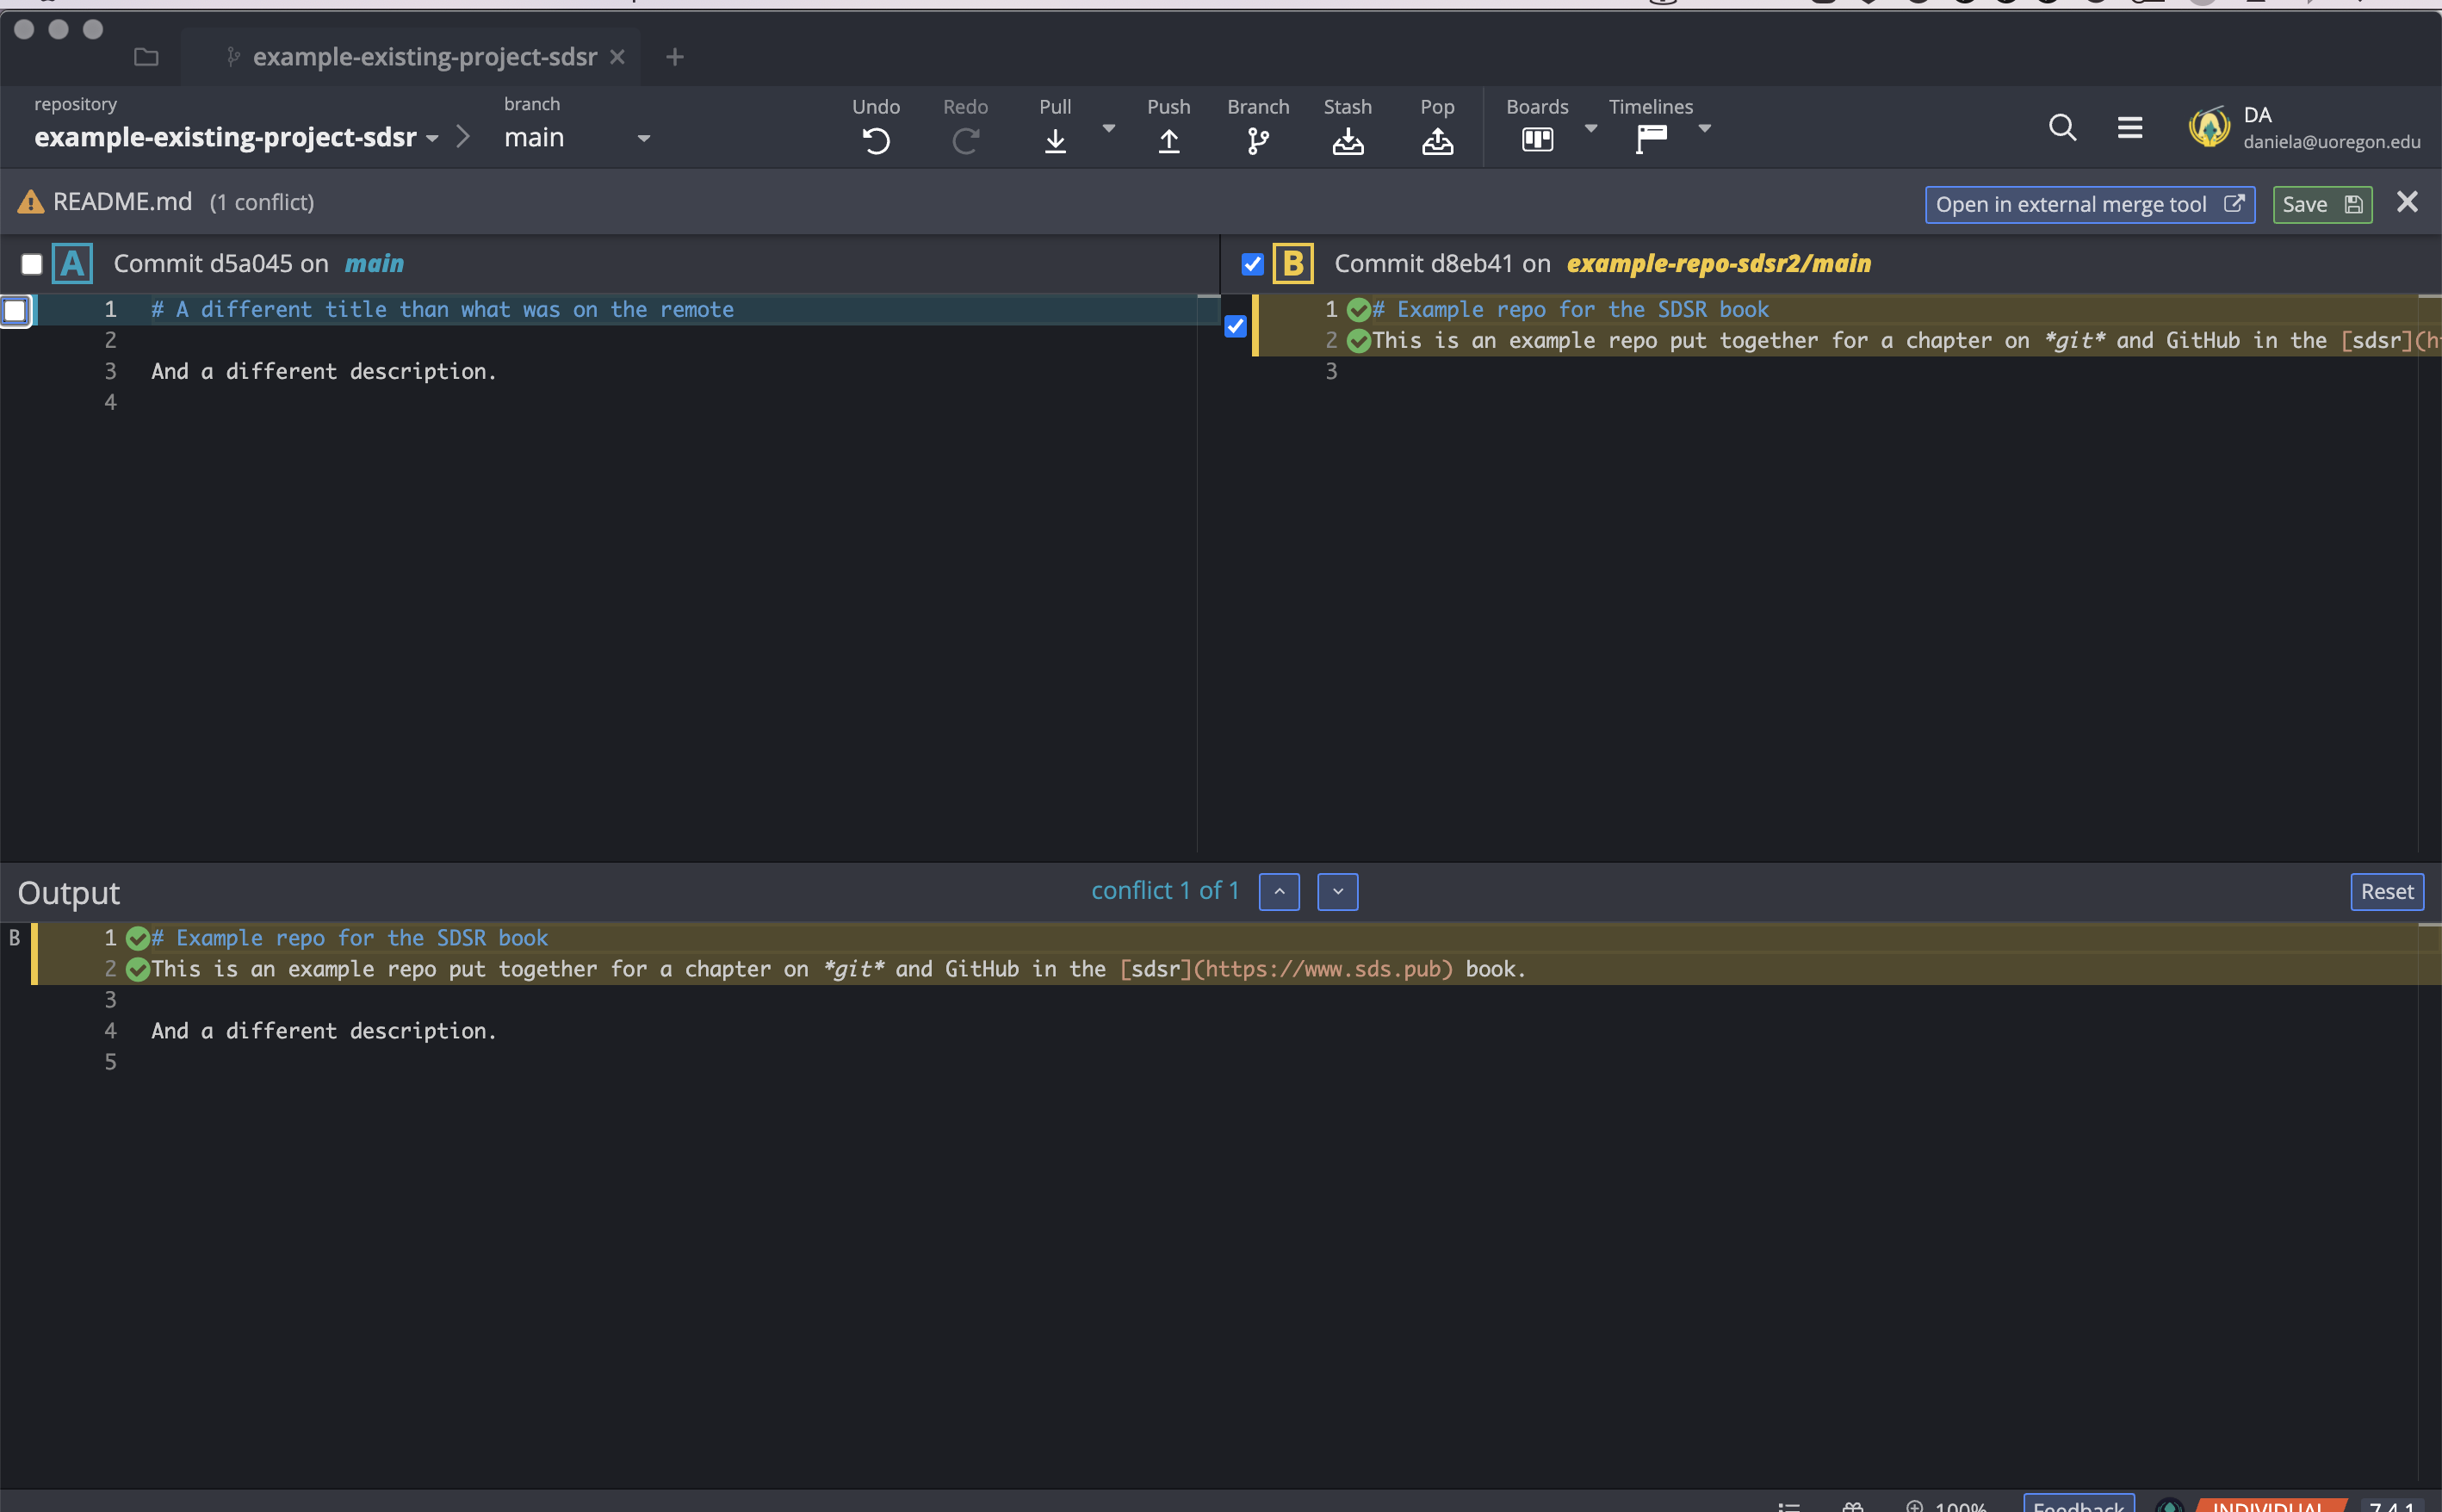 example-existing-project-sdsr
repository
example-existing-project-sdsr
branch
main
Undo
Redo
Pull
Push
Branch
Stash
Pop
Boards
Timelines
DA
daniela@uoregon.edu
README.md (1 conflict)
Open in external merge tool
Save
A Commit d5a045 on main
B Commit d8eb41 on example-repo-sdsr2/main
1 # A different title than what was on the remote
2
3 And a different description.
4
1 # Example repo for the SDSR book
2 This is an example repo put together for a chapter on *git* and GitHub in the [sdsr](h
3
Output
conflict 1 of 1
Reset
B
1 # Example repo for the SDSR book
2 This is an example repo put together for a chapter on *git* and GitHub in the [sdsr](https://www.sds.pub) book.
3
4 And a different description.
5
100%
Feedback
INDIVIDUAL
7.4.1